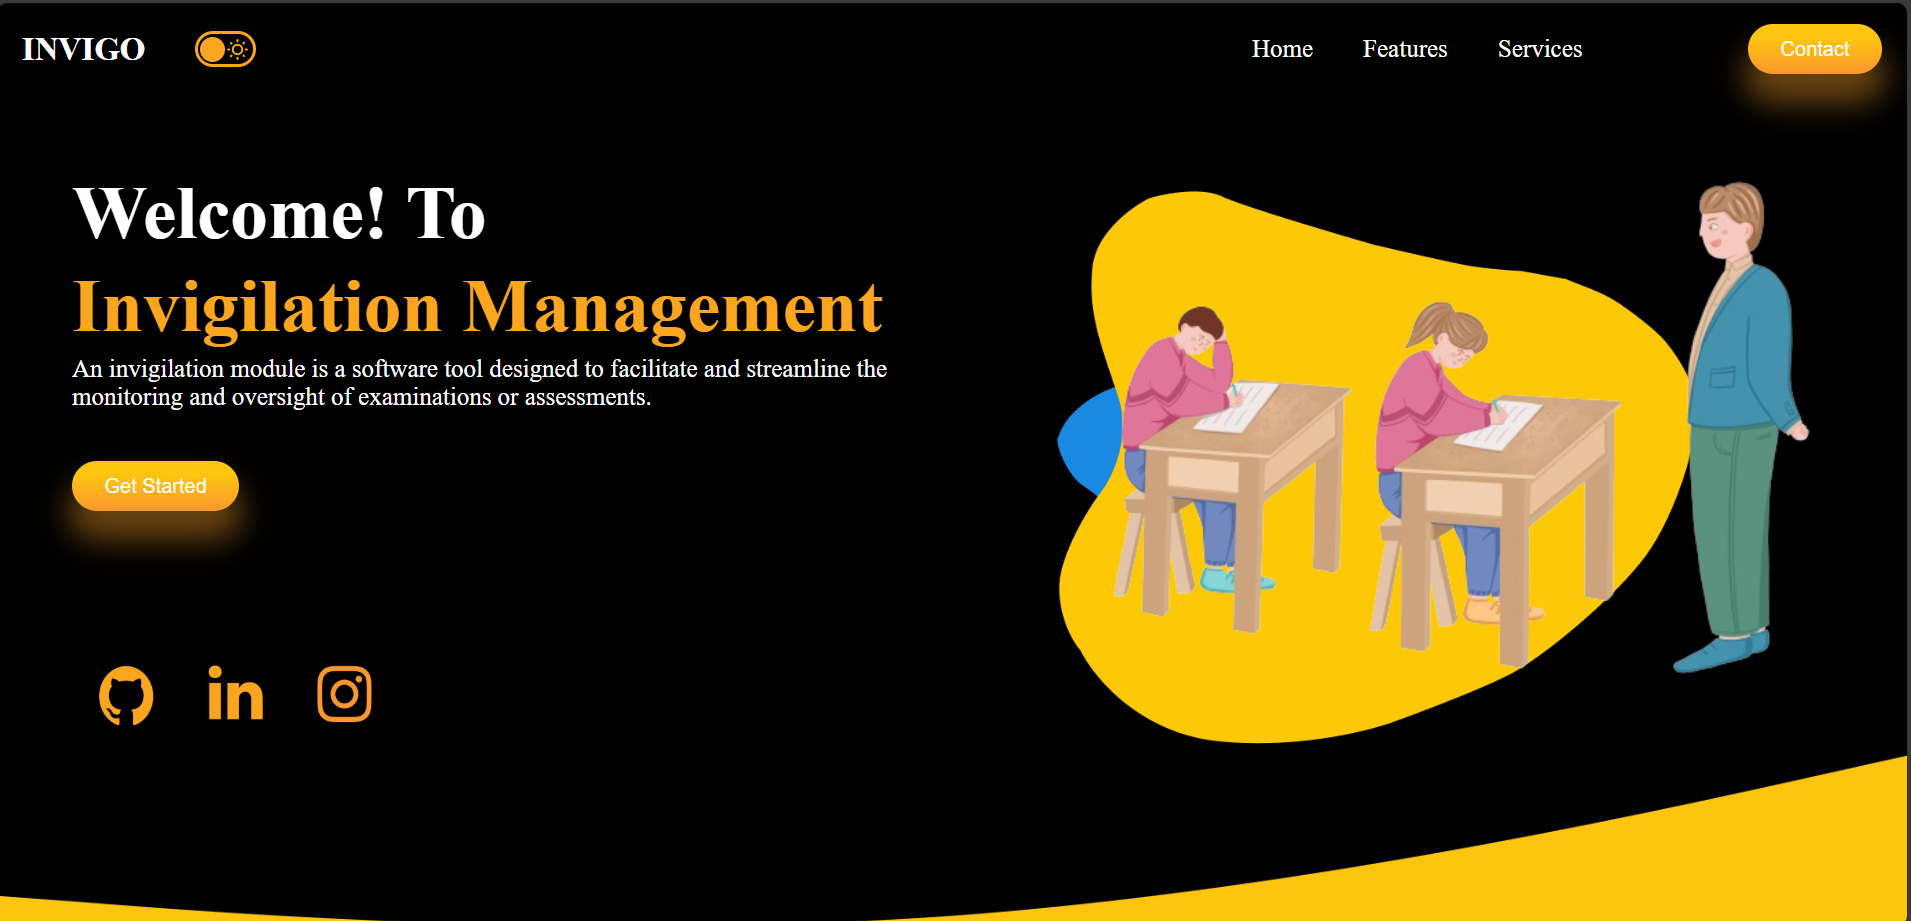 INVIGO
Home
Features
Services
Contact
Welcome! To
Invigilation Management
An invigilation module is a software tool designed to facilitate and streamline the
monitoring and oversight of examinations or assessments.
Get Started
in